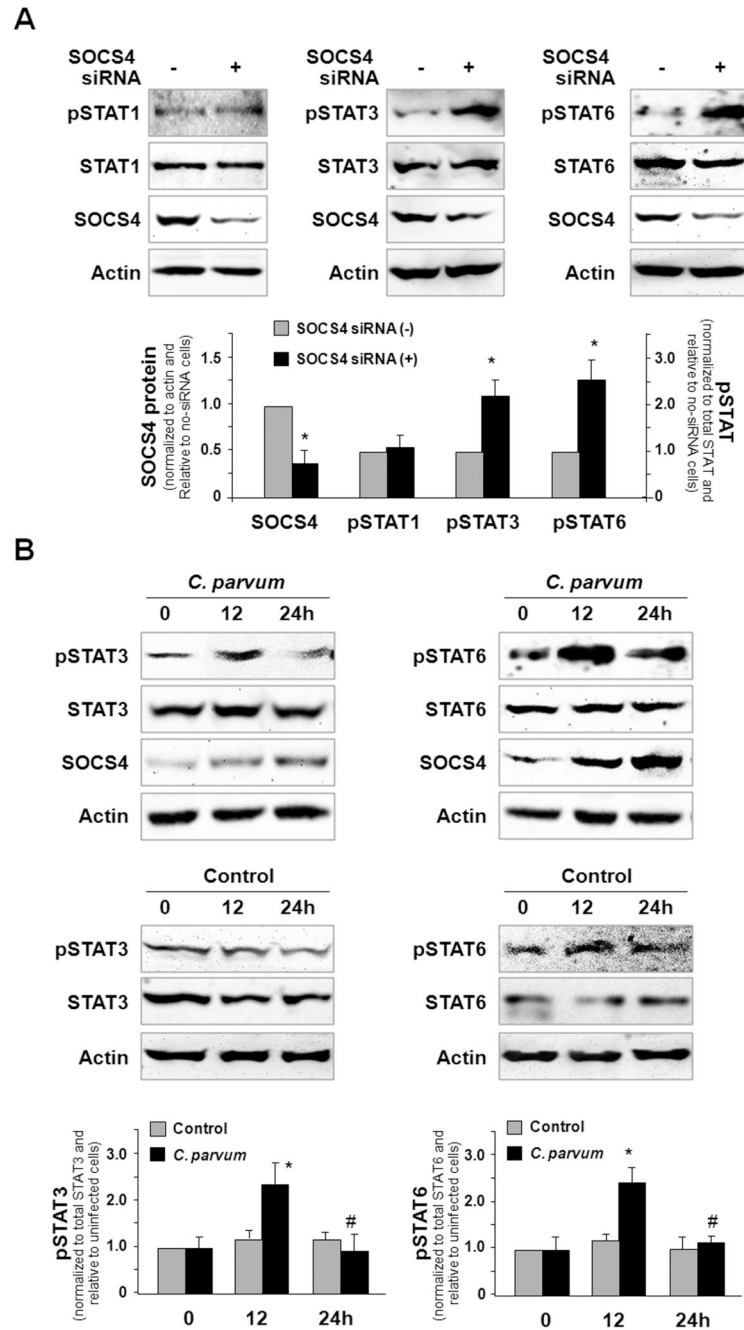 A
SOCS4 siRNA - +
pSTAT1
STAT1
SOCS4
Actin
SOCS4 siRNA - +
pSTAT3
STAT3
SOCS4
Actin
SOCS4 siRNA - +
pSTAT6
STAT6
SOCS4
Actin
SOCS4 protein
(normalized to actin and
Relative to no-siRNA cells)
1.5
1.0
0.5
0
SOCS4 siRNA (-)
SOCS4 siRNA (+)
* * *
3.0
2.0
1.0
0
pSTAT
(normalized to total STAT and
relative to no-siRNA cells)
SOCS4 pSTAT1 pSTAT3 pSTAT6
B
C. parvum
0 12 24h
pSTAT3
STAT3
SOCS4
Actin
C. parvum
0 12 24h
pSTAT6
STAT6
SOCS4
Actin
Control
0 12 24h
pSTAT3
STAT3
Actin
Control
0 12 24h
pSTAT6
STAT6
Actin
pSTAT3
(normalized to total STAT3 and
relative to uninfected cells)
3.0
2.0
1.0
0
Control
C. parvum
* #
0 12 24h
pSTAT6
(normalized to total STAT6 and
relative to uninfected cells)
3.0
2.0
1.0
0
Control
C. parvum
* #
0 12 24h